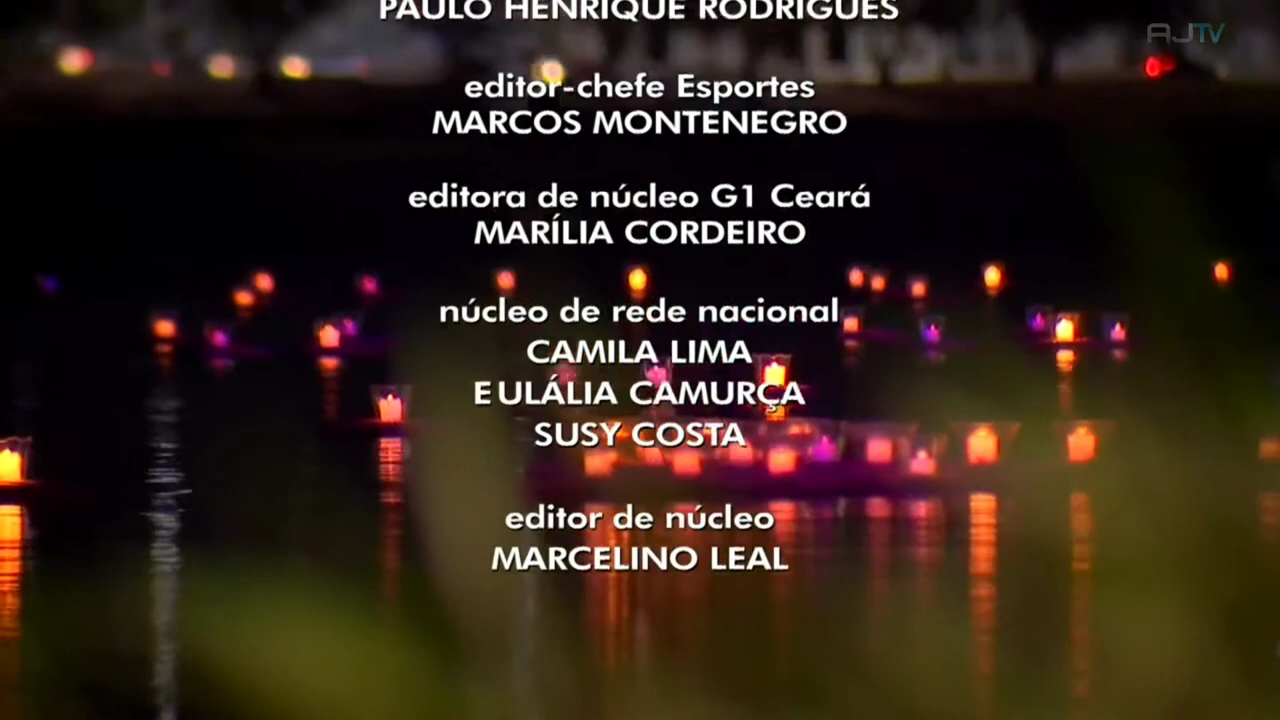 PAULO HENRIQUE RODRIGUES
AJTV
editor-chefe Esportes
MARCOS MONTENEGRO
editora de núcleo G1 Ceará
MARÍLIA CORDEIRO
núcleo de rede nacional
CAMILA LIMA
EULÁLIA CAMURÇA
SUSY COSTA
editor de núcleo
MARCELINO LEAL